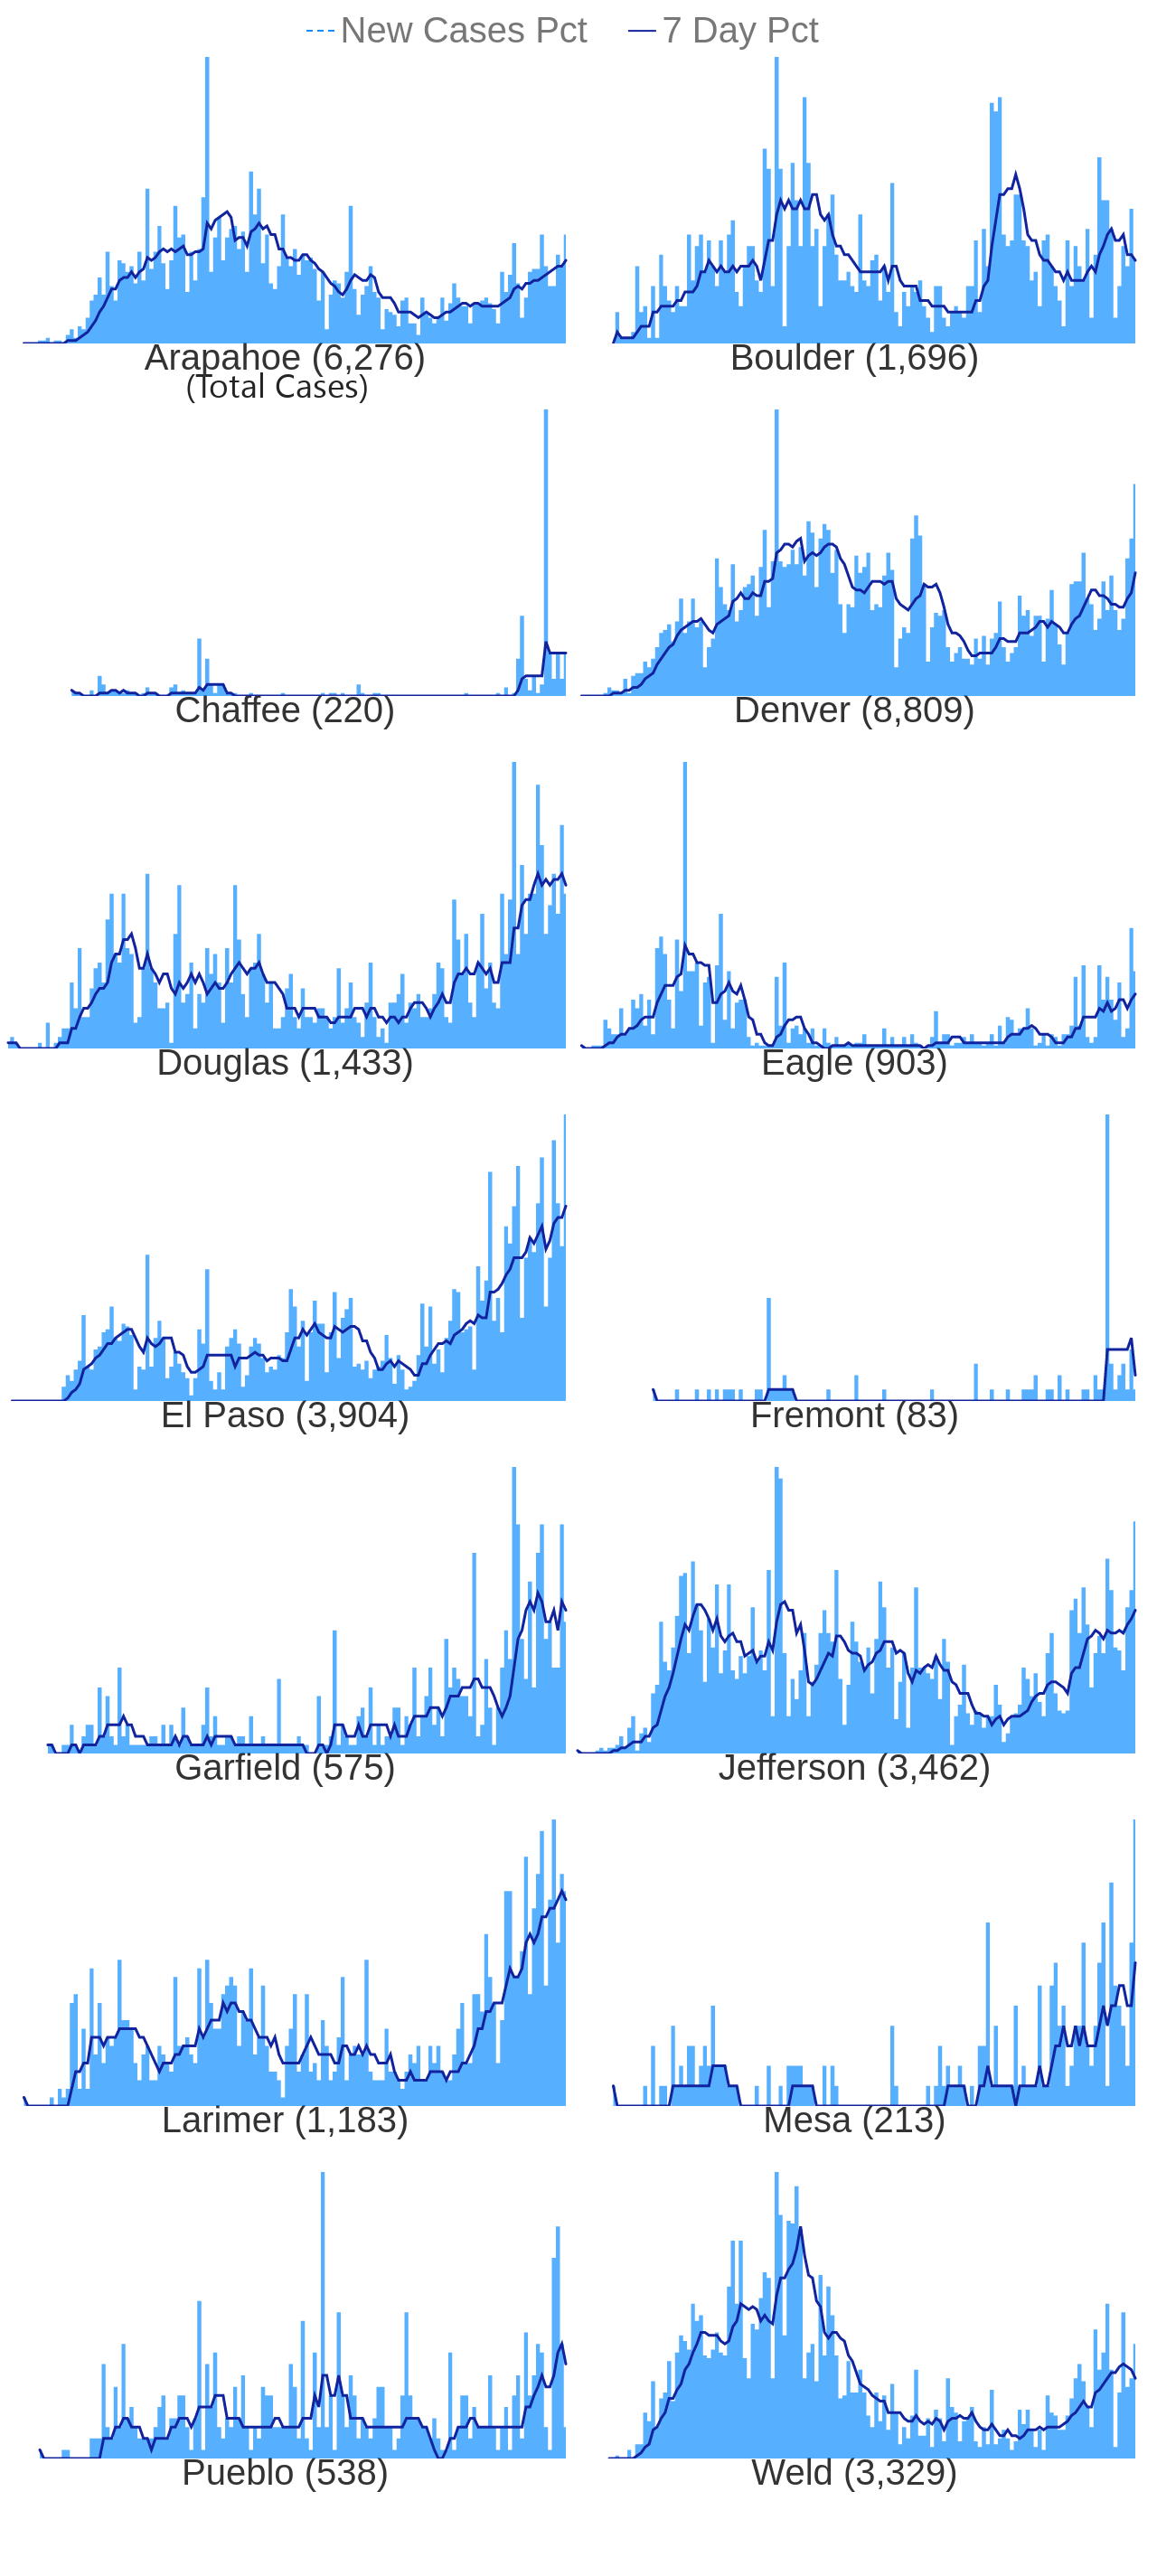 New Cases Pct 7 Day Pct
Arapahoe (6,276) Boulder (1,696)
(Total Cases)
Chaffee (220) Denver (8,809)
Douglas (1,433) Eagle (903)
El Paso (3,904) Fremont (83)
Garfield (575) Jefferson (3,462)
Larimer (1,183) Mesa (213)
Pueblo (538) Weld (3,329)